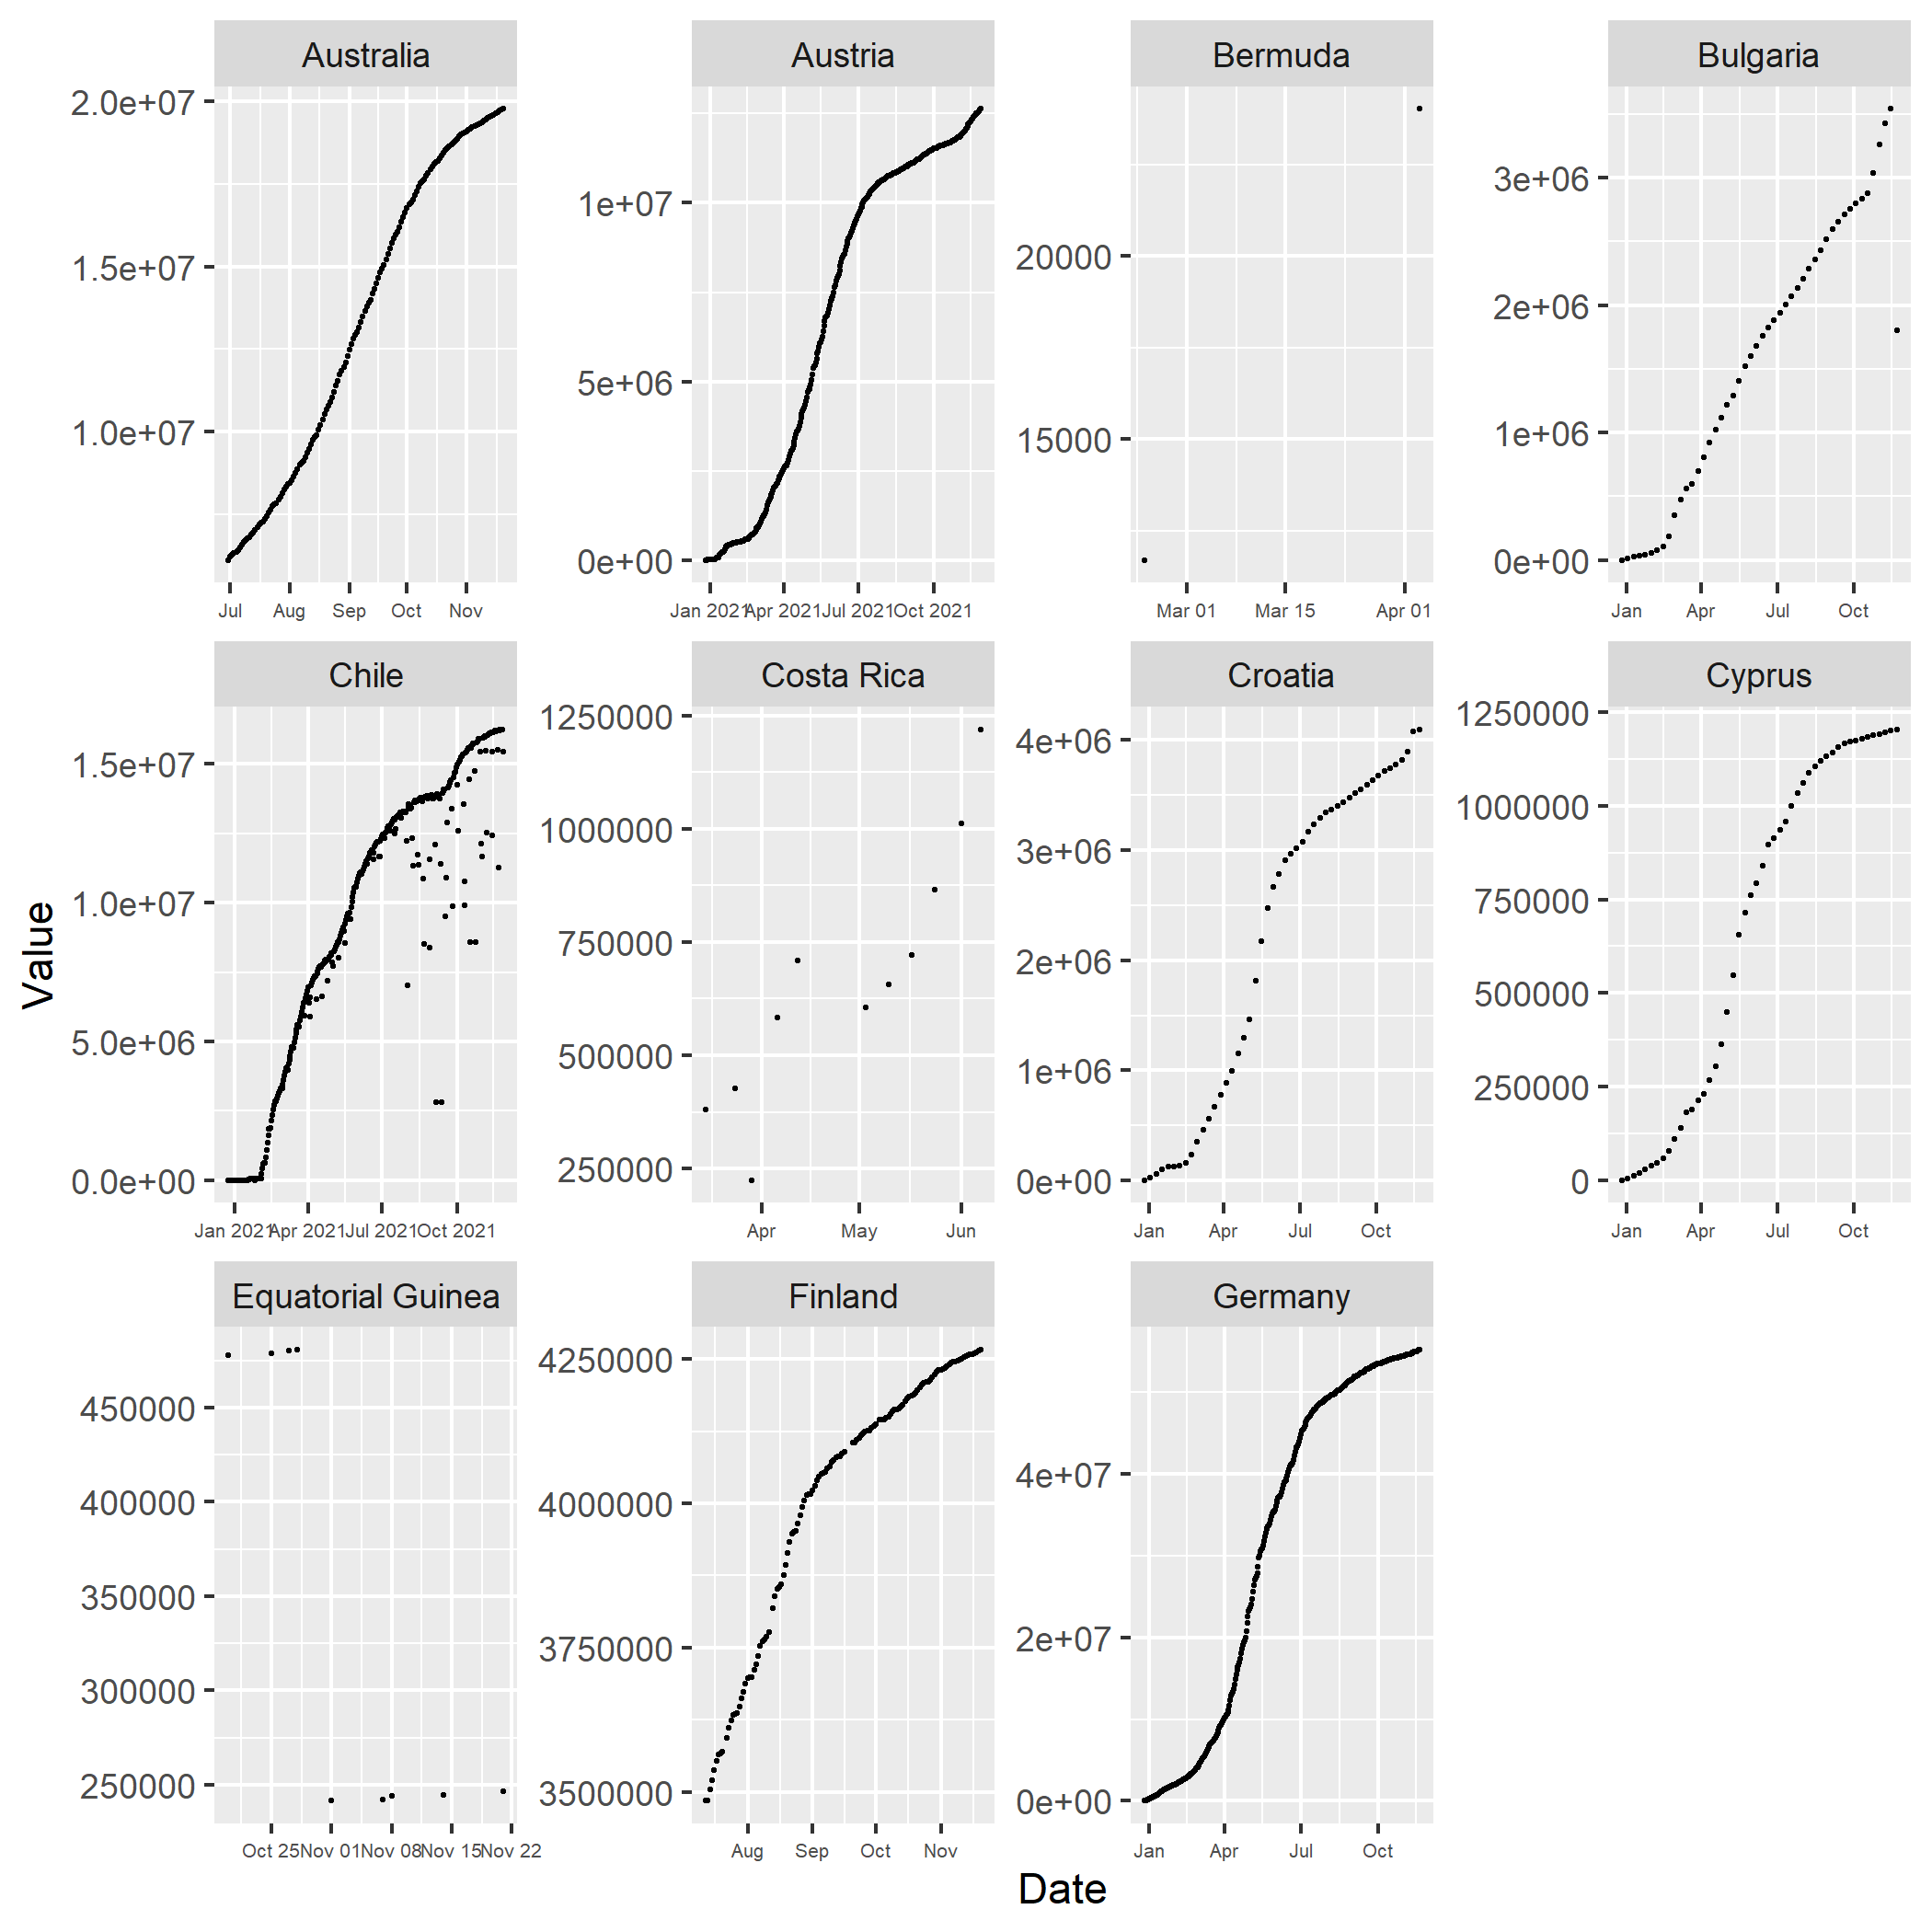 Australia
Austria
Bermuda
Bulgaria
2.0e+07
1.5e+07
1.0e+07
1e+07
5e+06
0e+00
20000
15000
3e+06
2e+06
1e+06
0e+00
Jul Aug Sep Oct Nov
Jan 2021 Apr 2021 Jul 2021 Oct 2021
Mar 01 Mar 15 Apr 01
Jan Apr Jul Oct
Chile
Costa Rica
Croatia
Cyprus
1.5e+07
1.0e+07
5.0e+06
0.0e+00
1250000
1000000
750000
500000
250000
4e+06
3e+06
2e+06
1e+06
0e+00
1250000
1000000
750000
500000
250000
0
Jan 2021 Apr 2021 Jul 2021 Oct 2021
Apr May Jun
Jan Apr Jul Oct
Jan Apr Jul Oct
Equatorial Guinea
Finland
Germany
450000
400000
350000
300000
250000
4250000
4000000
3750000
3500000
4e+07
2e+07
0e+00
Oct 25 Nov 01 Nov 08 Nov 15 Nov 22
Aug Sep Oct Nov
Jan Apr Jul Oct
Value
Date